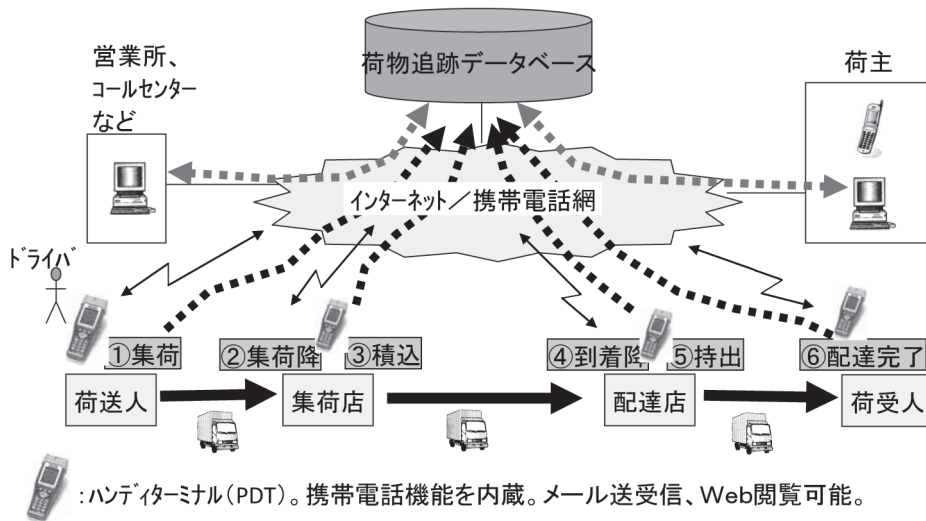 荷物追跡データベース
営業所、
コールセンター
など
荷主
インターネット／携帯電話網
ドライバ
①集荷
②集荷降
③積込
④到着降
⑤持出
⑥配達完了
荷送人
集荷店
配達店
荷受人
:ハンディターミナル(PDT)。携帯電話機能を内蔵。メール送受信、Web閲覧可能。